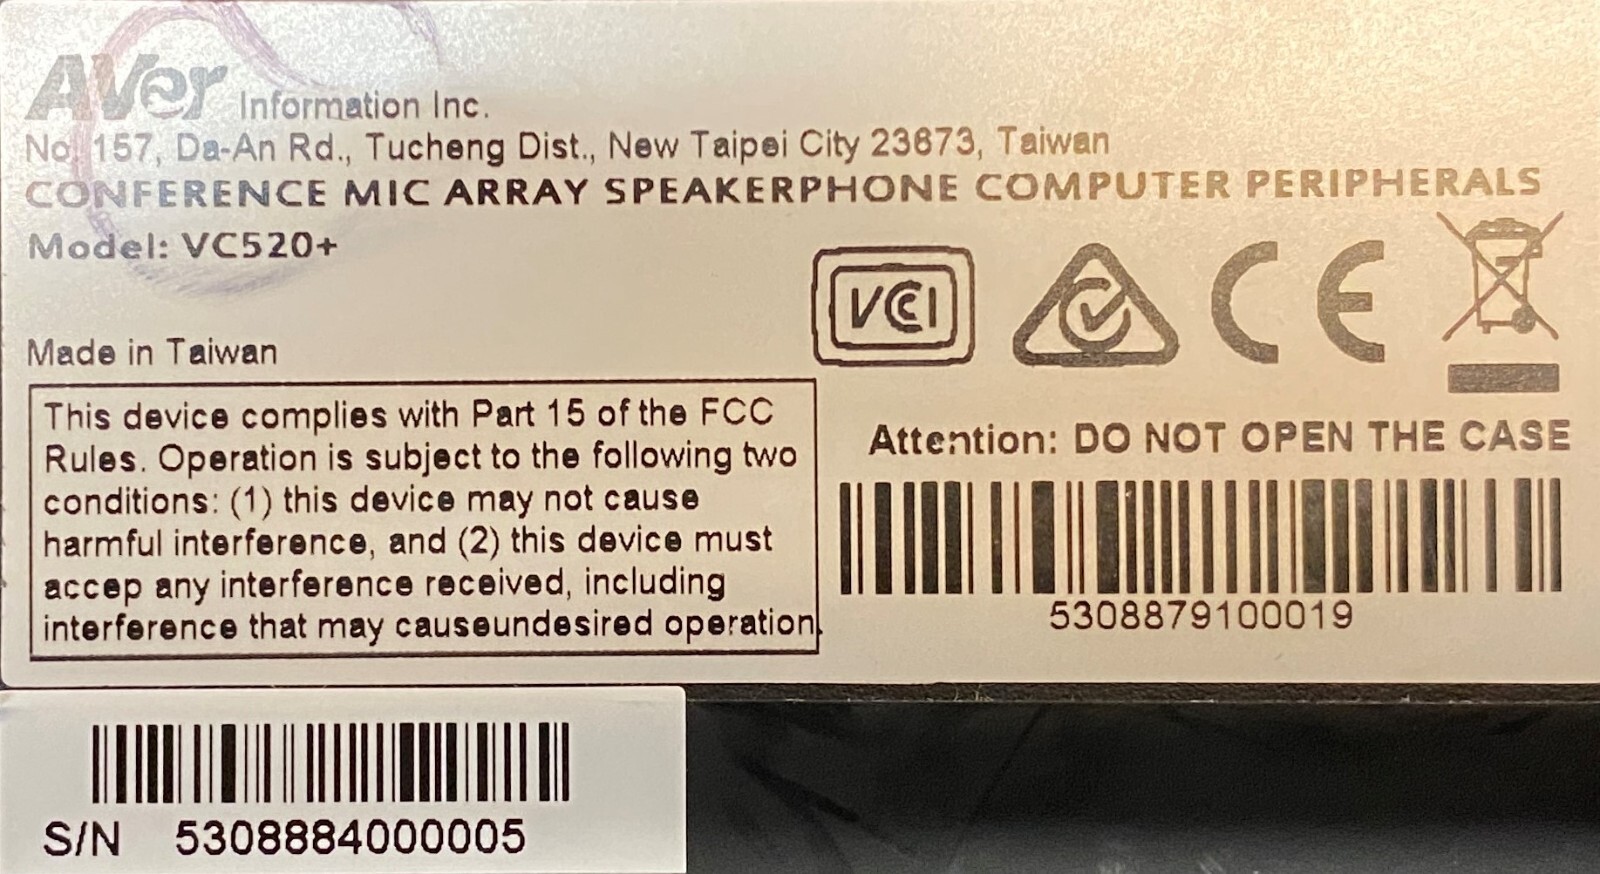 AVer Information Inc.
No. 157, Da-An Rd., Tucheng Dist., New Taipei City 23673, Taiwan
CONFERENCE MIC ARRAY SPEAKERPHONE COMPUTER PERIPHERALS
Model: VC520+
VCI
CE
Made in Taiwan
This device complies with Part 15 of the FCC
Rules. Operation is subject to the following two
conditions: (1) this device may not cause
harmful interference, and (2) this device must
accep any interference received, including
interference that may causeundesired operation.
Attention: DO NOT OPEN THE CASE
5308879100019
S/N 5308884000005